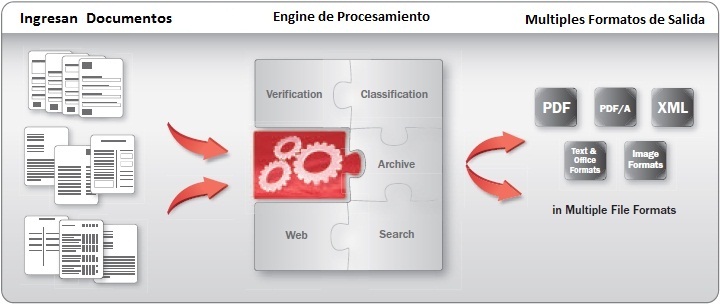 Ingresan Documentos
Engine de Procesamiento
Multiples Formatos de Salida
Verification
Classification
Archive
Web
Search
PDF
PDF/A
XML
Text &
Office
Formats
Image
Formats
in Multiple File Formats